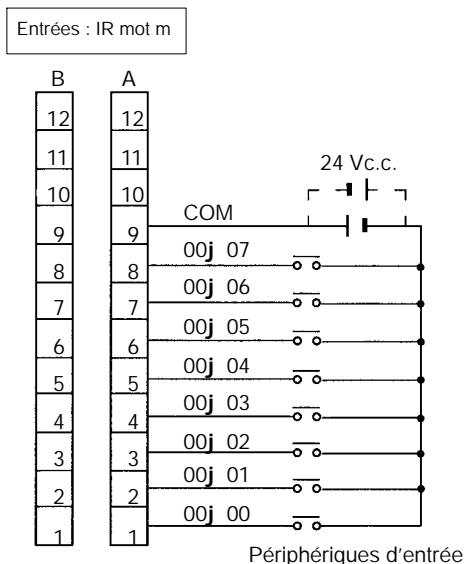 Entrées : IR mot m
B A
12 12
11 11
10 10
24 Vc.c.
9 9 COM
8 8 00j 07
7 7 00j 06
6 6 00j 05
5 5 00j 04
4 4 00j 03
3 3 00j 02
2 2 00j 01
1 1 00j 00
Périphériques d'entrée